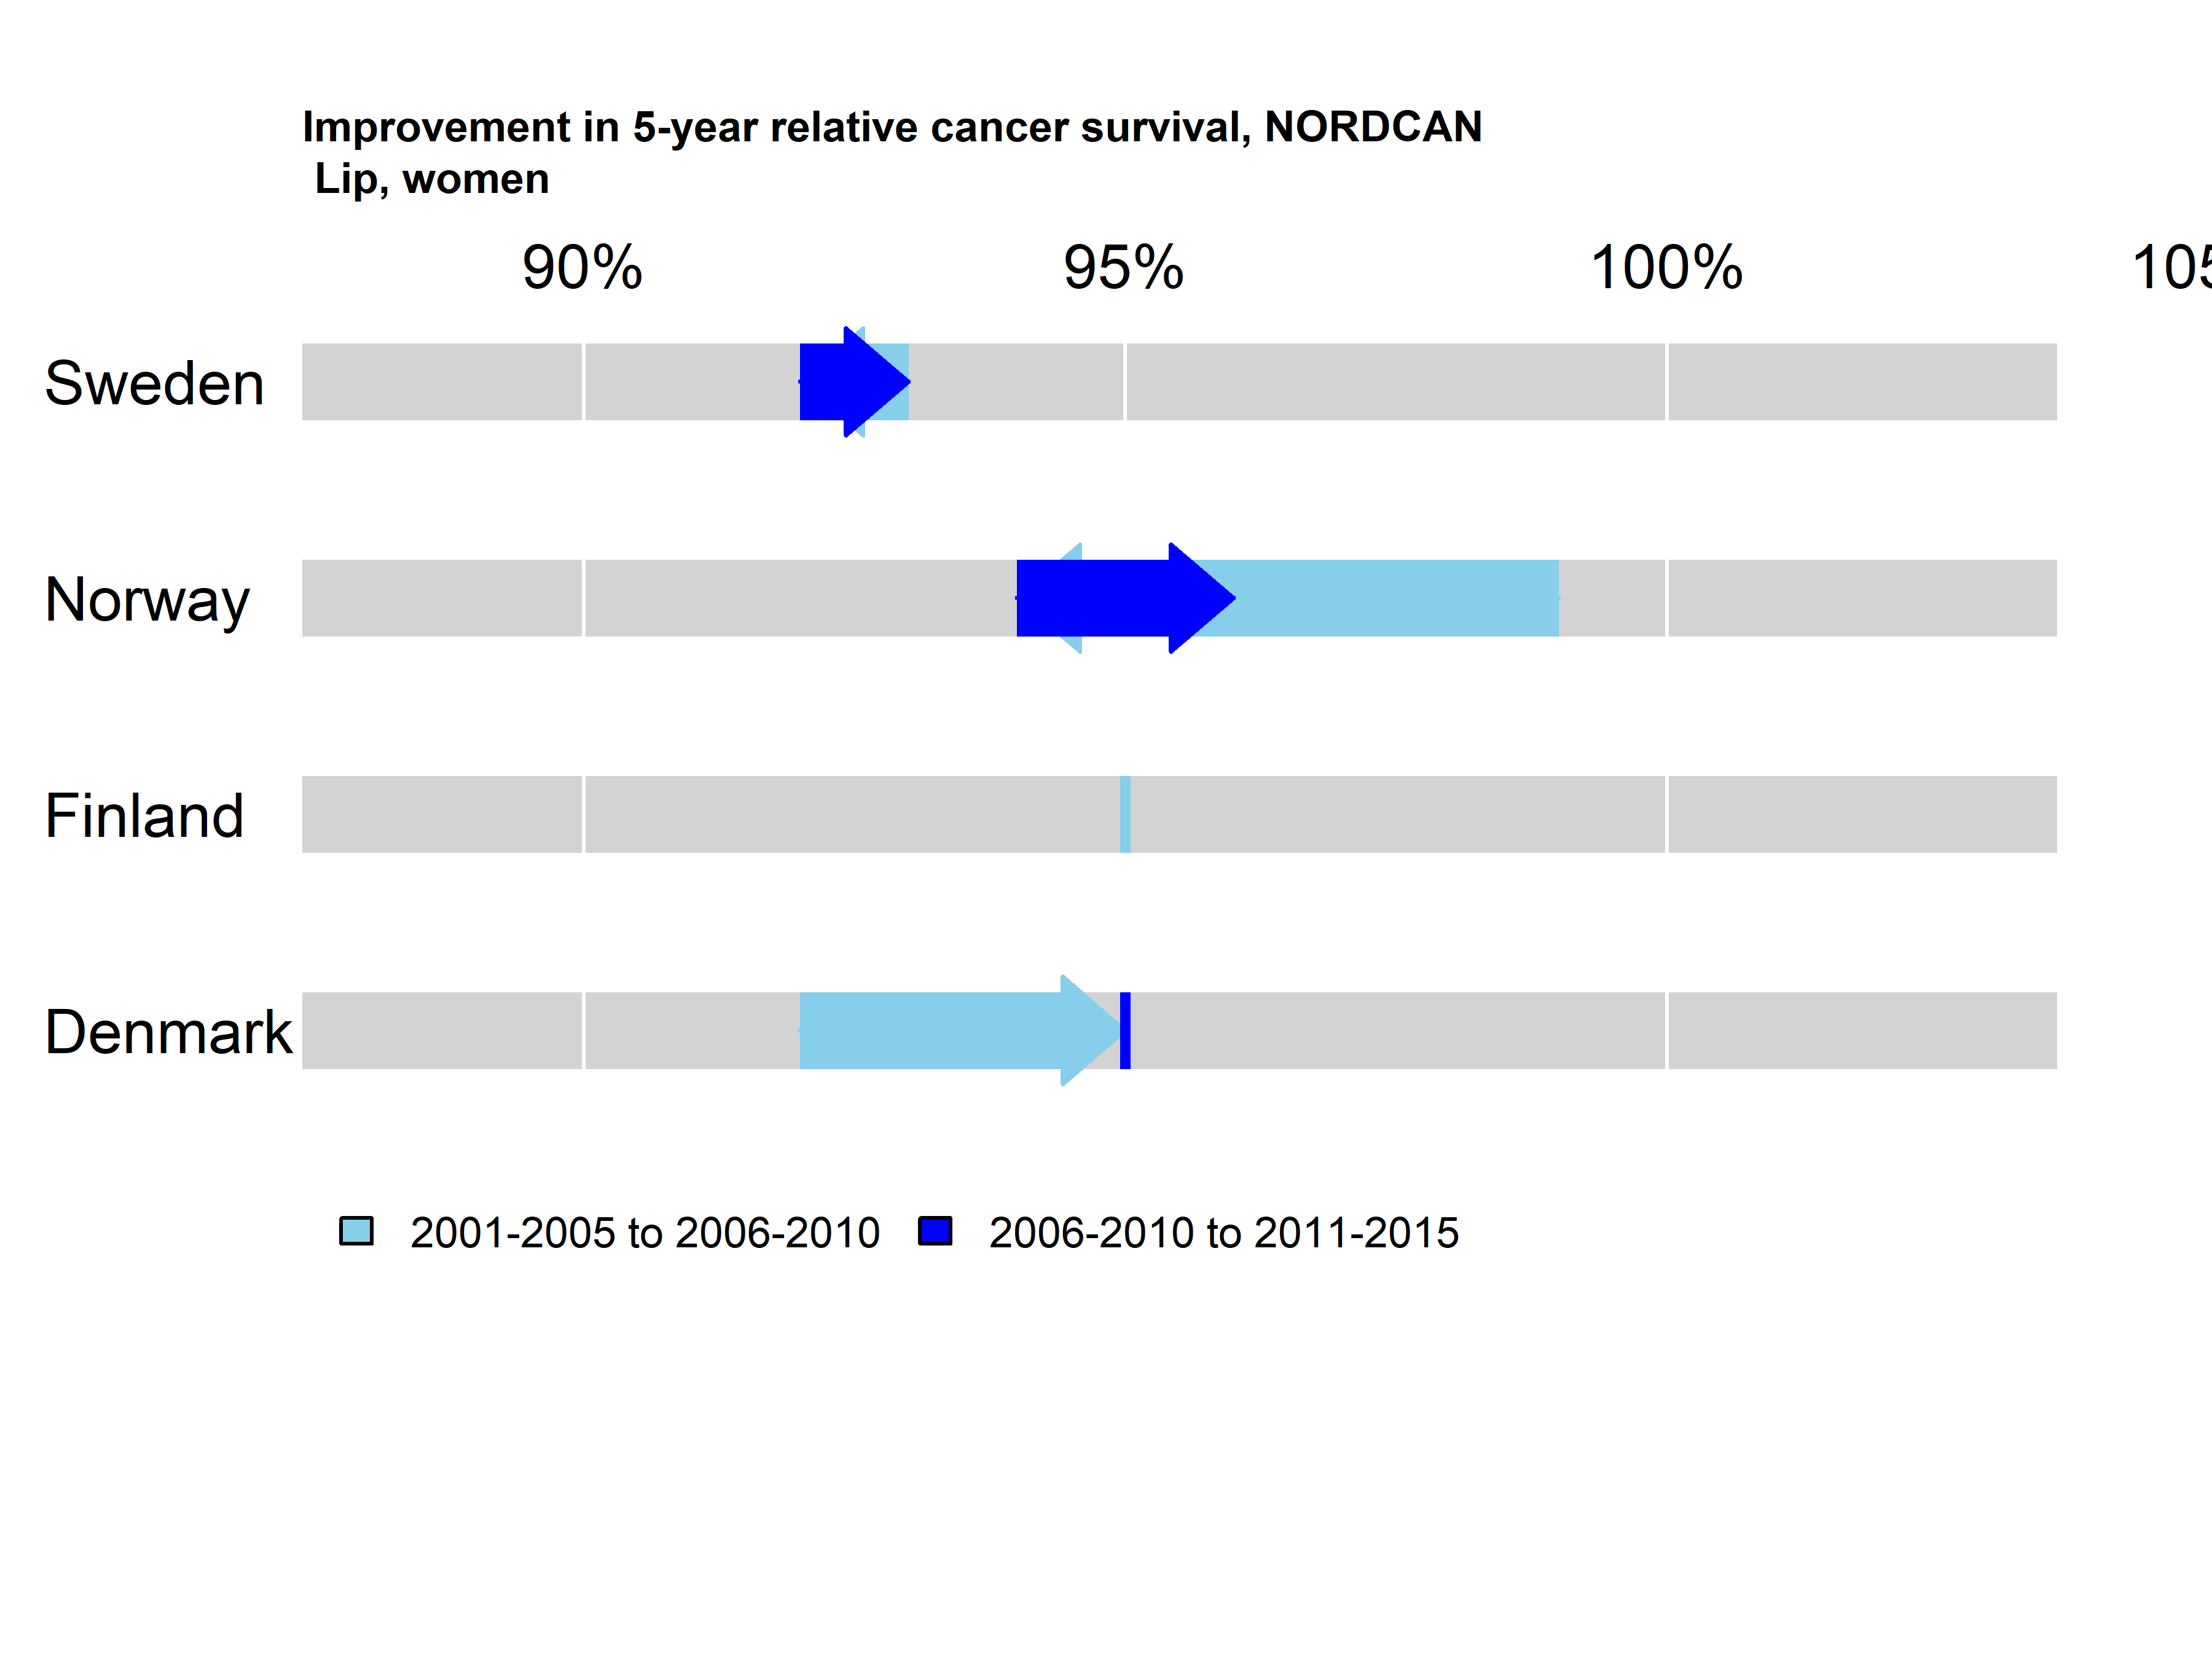 Improvement in 5-year relative cancer survival, NORDCAN
Lip, women
90% 95% 100% 105
Sweden
Norway
Finland
Denmark
2001-2005 to 2006-2010 2006-2010 to 2011-2015